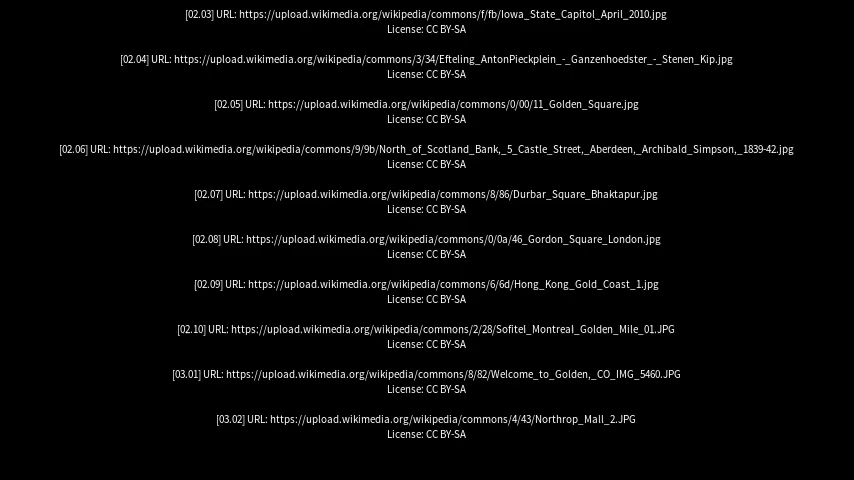 [02.03] URL: https://upload.wikimedia.org/wikipedia/commons/f/fb/Iowa_State_Capitol_April_2010.jpg
License: CC BY-SA
[02.04] URL: https://upload.wikimedia.org/wikipedia/commons/3/34/Efteling_AntonPieckplein_-_Ganzenhoedster_-_Stenen_Kip.jpg
License: CC BY-SA
[02.05] URL: https://upload.wikimedia.org/wikipedia/commons/0/00/11_Golden_Square.jpg
License: CC BY-SA
[02.06] URL: https://upload.wikimedia.org/wikipedia/commons/9/9b/North_of_Scotland_Bank,_5_Castle_Street,_Aberdeen,_Archibald_Simpson,_1839-42.jpg
License: CC BY-SA
[02.07] URL: https://upload.wikimedia.org/wikipedia/commons/8/86/Durbar_Square_Bhaktapur.jpg
License: CC BY-SA
[02.08] URL: https://upload.wikimedia.org/wikipedia/commons/0/0a/46_Gordon_Square_London.jpg
License: CC BY-SA
[02.09] URL: https://upload.wikimedia.org/wikipedia/commons/6/6d/Hong_Kong_Gold_Coast_1.jpg
License: CC BY-SA
[02.10] URL: https://upload.wikimedia.org/wikipedia/commons/2/28/Sofitel_Montreal_Golden_Mile_01.JPG
License: CC BY-SA
[03.01] URL: https://upload.wikimedia.org/wikipedia/commons/8/82/Welcome_to_Golden,_CO_IMG_5460.JPG
License: CC BY-SA
[03.02] URL: https://upload.wikimedia.org/wikipedia/commons/4/43/Northrop_Mall_2.JPG
License: CC BY-SA